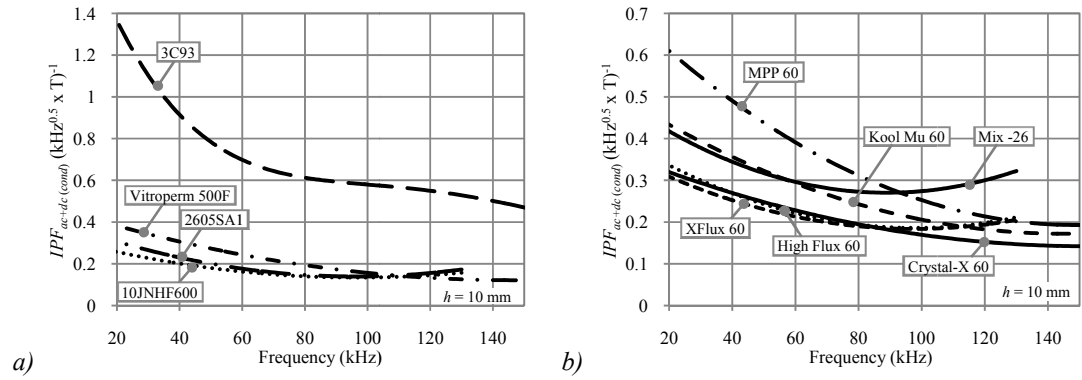 IPF ac+dc (cond) (kHz0.5 x T)-1
1.4
1.2
1
0.8
0.6
0.4
0.2
0
3C93
Vitroperm 500F
2605SA1
10JNHF600
h = 10 mm
20 40 60 80 100 120 140
Frequency (kHz)
a)
IPF ac+dc (cond) (kHz0.5 x T)-1
0.7
0.6
0.5
0.4
0.3
0.2
0.1
0
MPP 60
Kool Mu 60
Mix -26
XFlux 60
High Flux 60
Crystal-X 60
h = 10 mm
20 40 60 80 100 120 140
Frequency (kHz)
b)